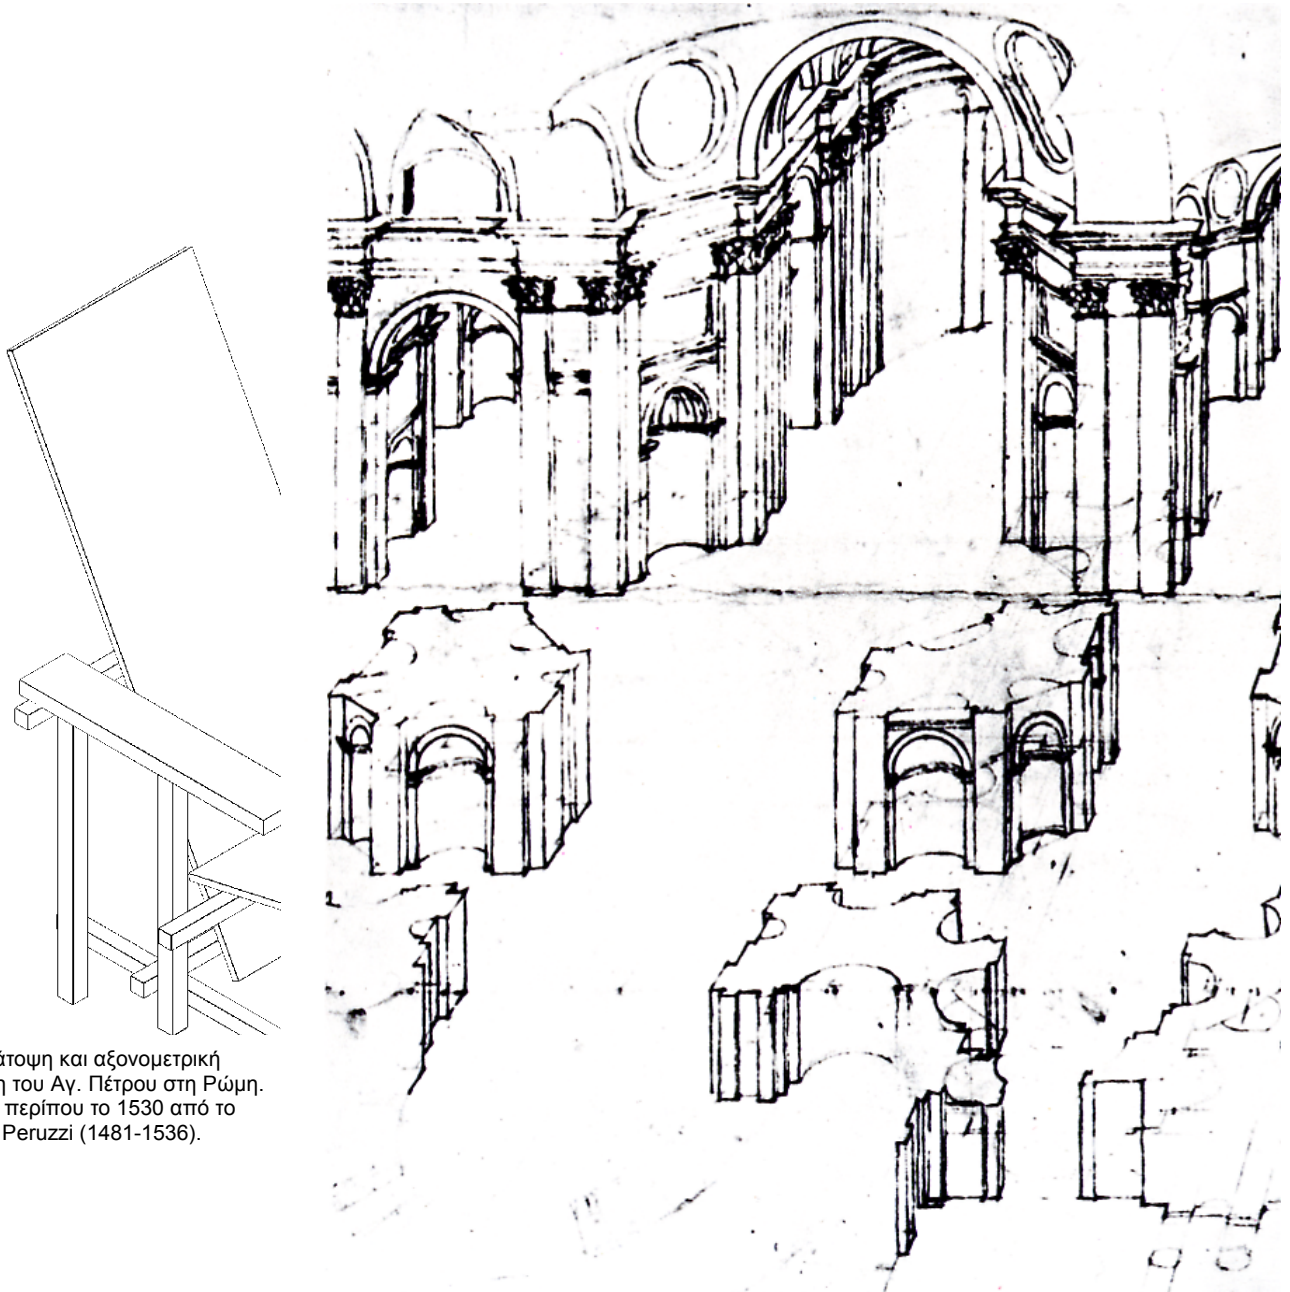 άτοψη και αξονομετρική
η του Αγ. Πέτρου στη Ρώμη.
περίπου το 1530 από το
Peruzzi (1481-1536).